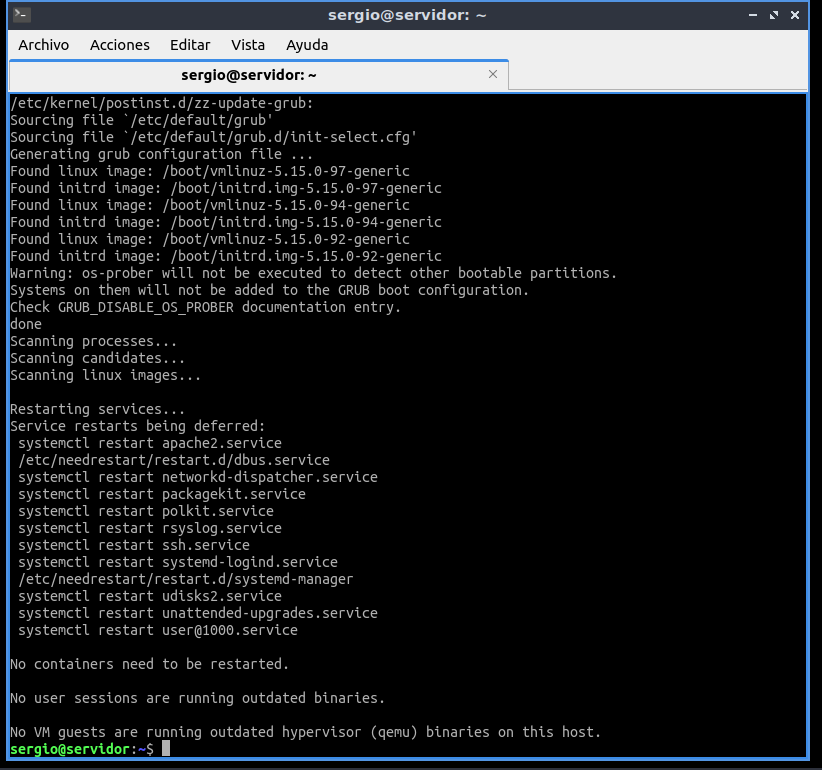 sergio@servidor: ~
Archivo Acciones Editar Vista Ayuda
sergio@servidor: ~
/etc/kernel/postinst.d/zz-update-grub:
Sourcing file `/etc/default/grub'
Sourcing file `/etc/default/grub.d/init-select.cfg'
Generating grub configuration file ...
Found linux image: /boot/vmlinuz-5.15.0-97-generic
Found initrd image: /boot/initrd.img-5.15.0-97-generic
Found linux image: /boot/vmlinuz-5.15.0-94-generic
Found initrd image: /boot/initrd.img-5.15.0-94-generic
Found linux image: /boot/vmlinuz-5.15.0-92-generic
Found initrd image: /boot/initrd.img-5.15.0-92-generic
Warning: os-prober will not be executed to detect other bootable partitions.
Systems on them will not be added to the GRUB boot configuration.
Check GRUB_DISABLE_OS_PROBER documentation entry.
done
Scanning processes...
Scanning candidates...
Scanning linux images...
Restarting services...
Service restarts being deferred:
systemctl restart apache2.service
/etc/needrestart/restart.d/dbus.service
systemctl restart networkd-dispatcher.service
systemctl restart packagekit.service
systemctl restart polkit.service
systemctl restart rsyslog.service
systemctl restart ssh.service
systemctl restart systemd-logind.service
/etc/needrestart/restart.d/systemd-manager
systemctl restart udisks2.service
systemctl restart unattended-upgrades.service
systemctl restart user@1000.service
No containers need to be restarted.
No user sessions are running outdated binaries.
No VM guests are running outdated hypervisor (qemu) binaries on this host.
sergio@servidor:~$